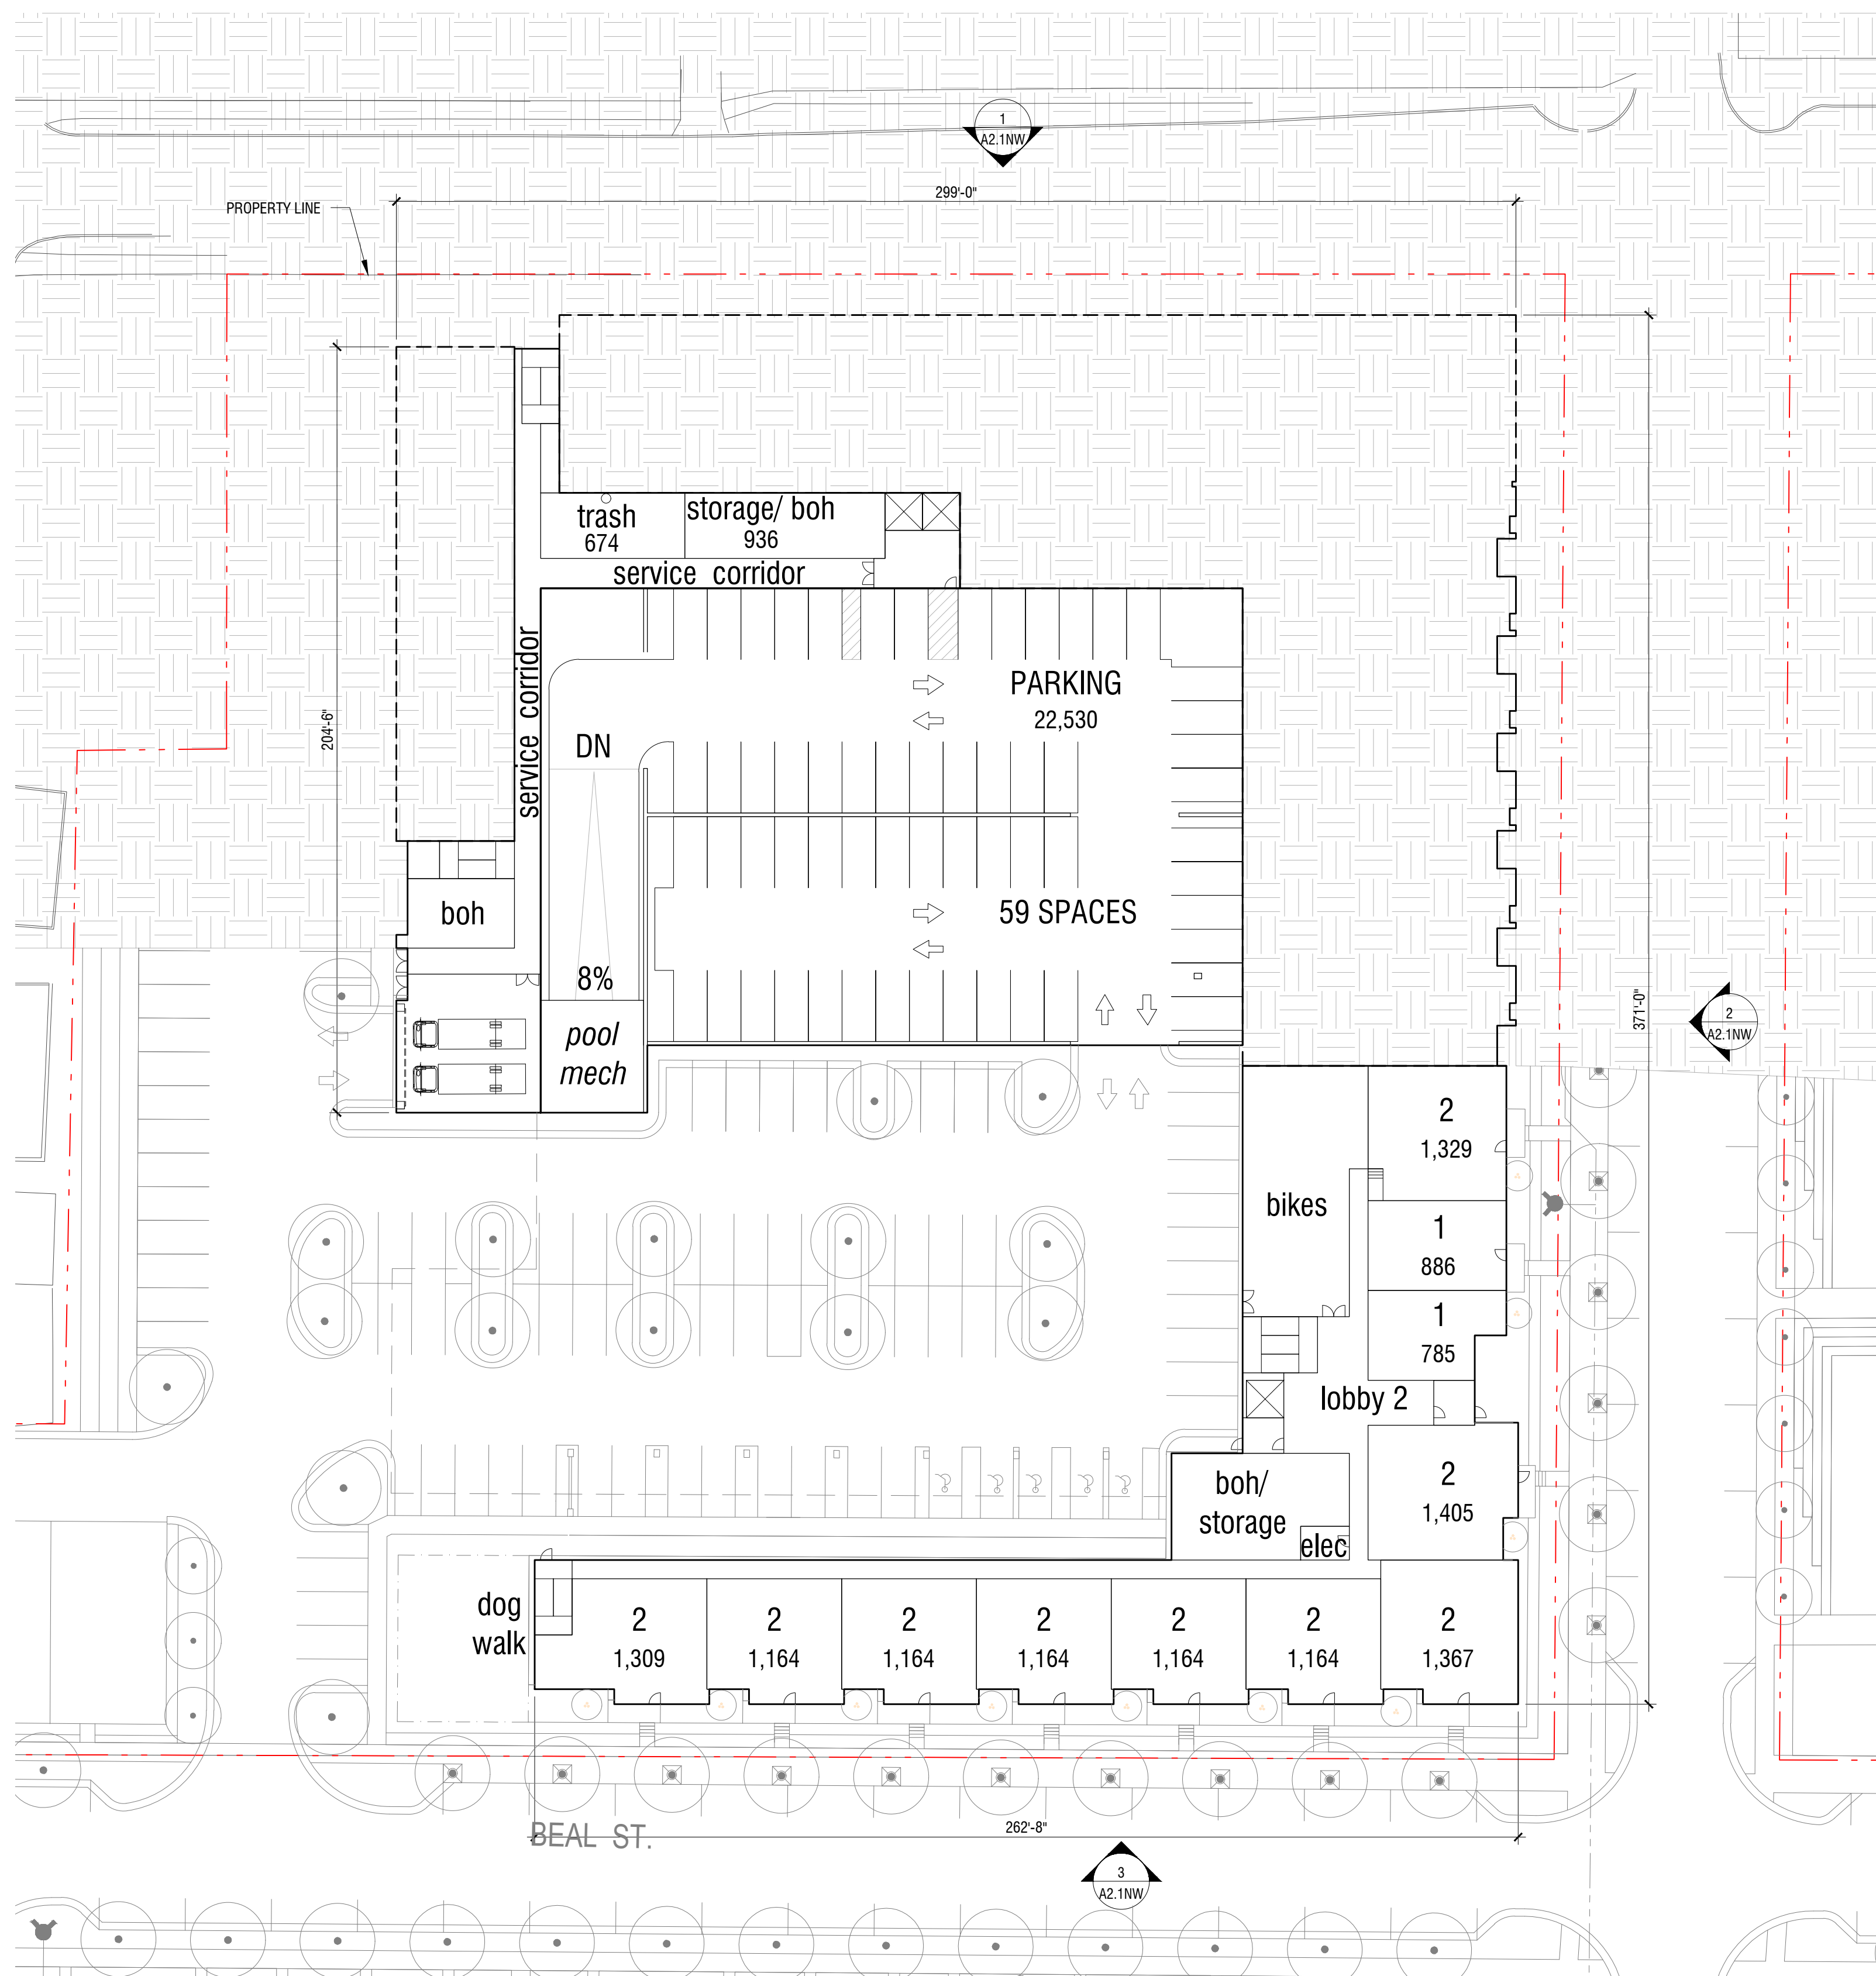 1
A2.1NW
299'-0"
PROPERTY LINE
trash
674
storage/ boh
936
service corridor
service corridor
PARKING
22,530
204'-6"
DN
boh
59 SPACES
8%
pool
mech
371'-0"
2
A2.1NW
2
1,329
bikes
1
886
1
785
lobby 2
2
1,405
boh/
storage
elec
dog
walk
2
1,309
2
1,164
2
1,164
2
1,164
2
1,164
2
1,164
2
1,367
BEAL ST.
262'-8"
3
A2.1NW